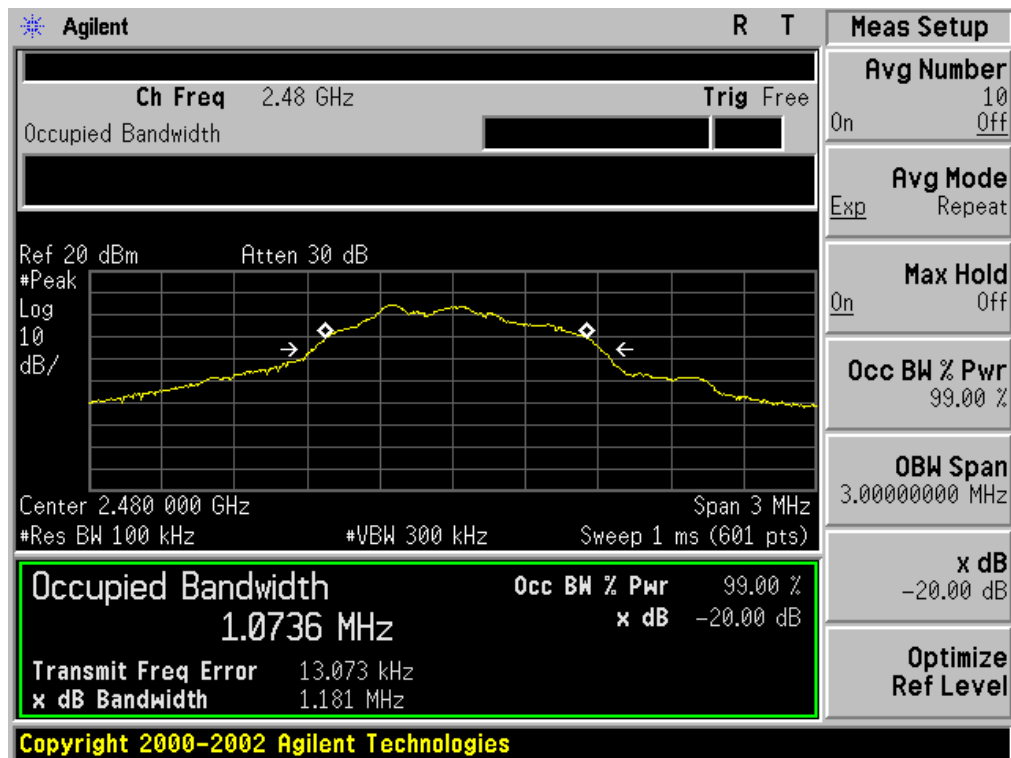 Agilent
R T
Meas Setup
Ch Freq 2.48 GHz
Trig Free
Occupied Bandwidth
Ref 20 dBm
Atten 30 dB
#Peak
Log
10
dB/
Center 2.480 000 GHz
Span 3 MHz
#Res BW 100 kHz
#VBW 300 kHz
Sweep 1 ms (601 pts)
Occupied Bandwidth
1.0736 MHz
Occ BW % Pwr 99.00 %
x dB -20.00 dB
Transmit Freq Error 13.073 kHz
x dB Bandwidth 1.181 MHz
Copyright 2000-2002 Agilent Technologies
Avg Number
10
On Off
Avg Mode
Exp Repeat
Max Hold
On Off
Occ BW % Pwr
99.00 %
OBW Span
3.00000000 MHz
x dB
-20.00 dB
Optimize
Ref Level